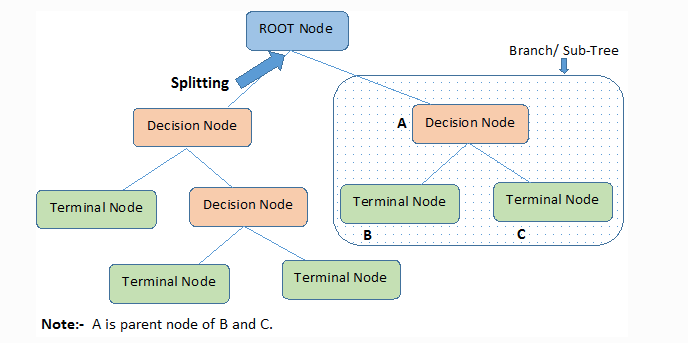 ROOT Node
Branch/ Sub-Tree
Splitting
Decision Node
A
Decision Node
Terminal Node
Decision Node
Terminal Node
Terminal Node
B
C
Terminal Node
Terminal Node
Note:- A is parent node of B and C.